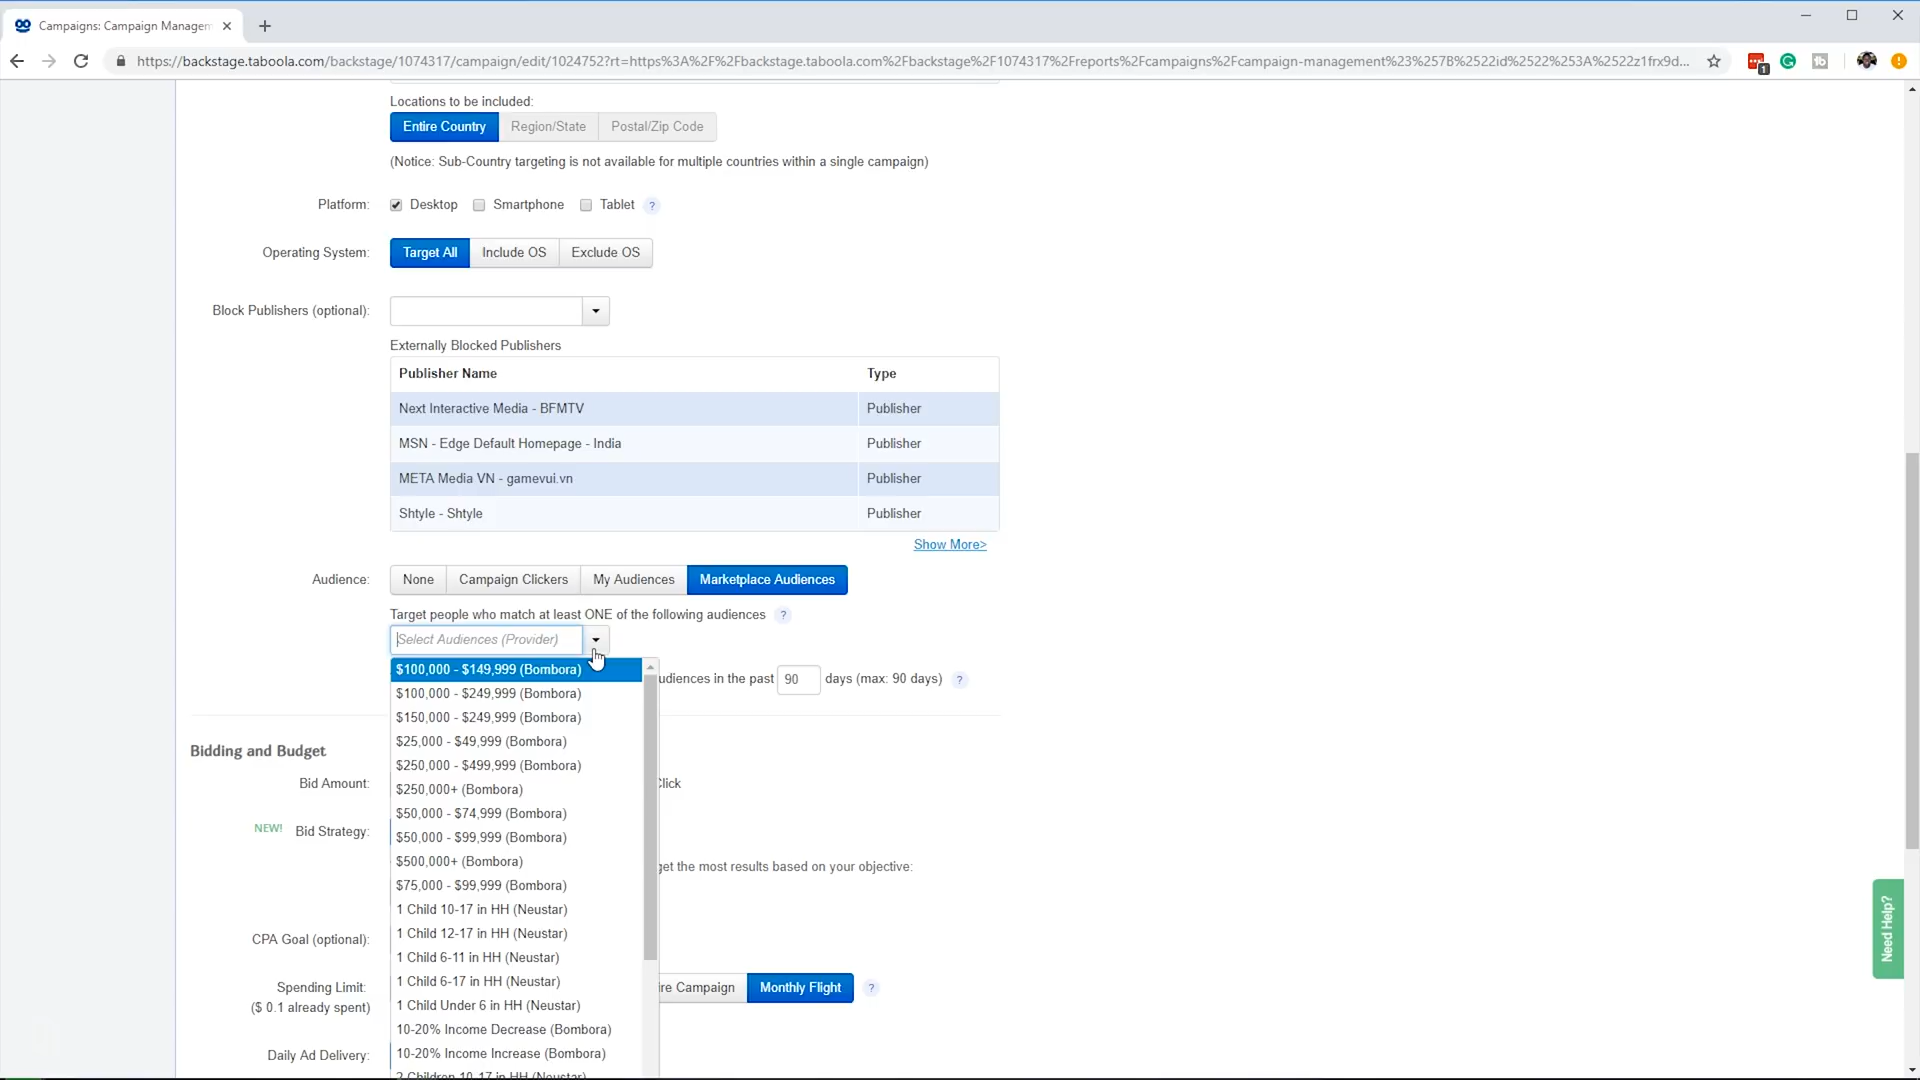 Campaigns: Campaign Managem
https://backstage.taboola.com/backstage/1074317/campaign/edit/1024752?rt=https%3A%2F%2Fbackstage.taboola.com%2Fbackstage%2F1074317%2Freports%2Fcampaigns%2Fcampaign-management%23%257B%2522id%2522%253A%2522z1frx9d...
1
Locations to be included:
Entire Country Region/State Postal/Zip Code
(Notice: Sub-Country targeting is not available for multiple countries within a single campaign)
Platform: Desktop Smartphone Tablet ?
Operating System: Target All Include OS Exclude OS
Block Publishers (optional):
Externally Blocked Publishers
Publisher Name Type
Next Interactive Media - BFMTV Publisher
MSN - Edge Default Homepage - India Publisher
META Media VN - gamevui.vn Publisher
Shtyle - Shtyle Publisher
Show More>
Audience: None Campaign Clickers My Audiences Marketplace Audiences
Target people who match at least ONE of the following audiences ?
Select Audiences (Provider)
$100,000 - $149,999 (Bombora)
udiences in the past 90 days (max: 90 days) ?
$100,000 - $249,999 (Bombora)
$150,000 - $249,999 (Bombora)
$25,000 - $49,999 (Bombora)
Bidding and Budget
$250,000 - $499,999 (Bombora)
Bid Amount: Click
$250,000+ (Bombora)
$50,000 - $74,999 (Bombora)
NEW! Bid Strategy:
$50,000 - $99,999 (Bombora)
$500,000+ (Bombora)
get the most results based on your objective:
$75,000 - $99,999 (Bombora)
1 Child 10-17 in HH (Neustar)
1 Child 12-17 in HH (Neustar)
CPA Goal (optional):
1 Child 6-11 in HH (Neustar)
1 Child 6-17 in HH (Neustar)
Spending Limit: re Campaign Monthly Flight ?
($ 0.1 already spent)
1 Child Under 6 in HH (Neustar)
10-20% Income Decrease (Bombora)
10-20% Income Increase (Bombora)
Daily Ad Delivery:
2 Children 10-17 in HH (Neustar)
Need Help?